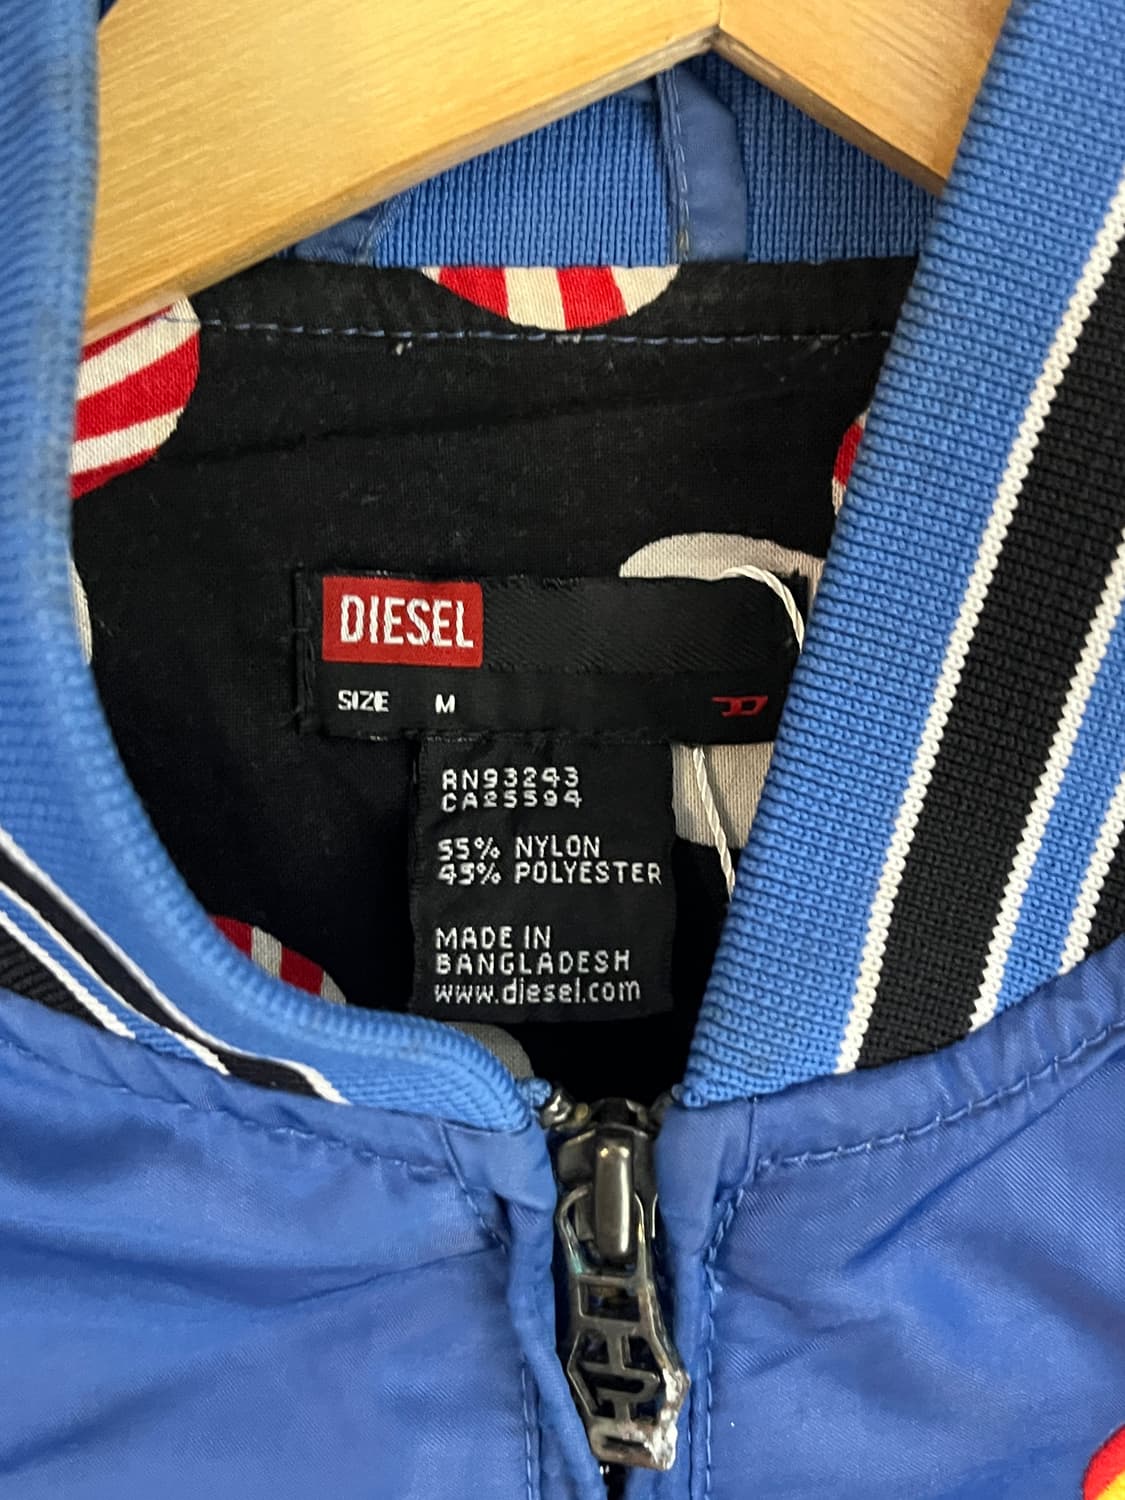 DIESEL
SIZE M
RN93243
CA25594
55% NYLON
45% POLYESTER
MADE IN
BANGLADESH
www.diesel.com